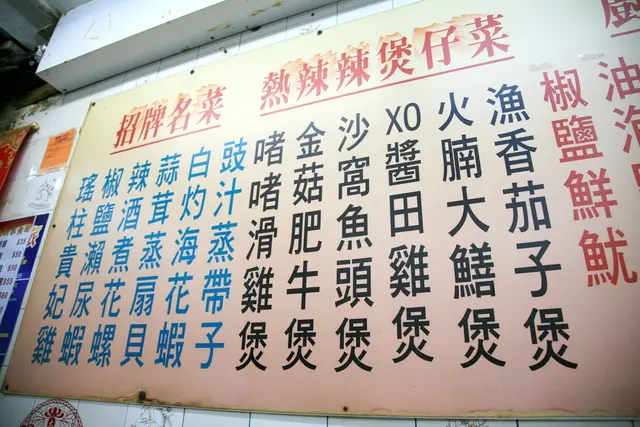 招牌名菜
熱辣辣煲仔菜
豉汁蒸帶子
白灼海花蝦
蒜茸蒸扇貝
辣酒煮花螺
椒鹽瀨尿蝦
瑤柱貴妃雞
漁香茄子煲
火腩大鱔煲
XO醬田雞煲
沙窩魚頭煲
金菇肥牛煲
啫啫滑雞煲
椒鹽鮮魷